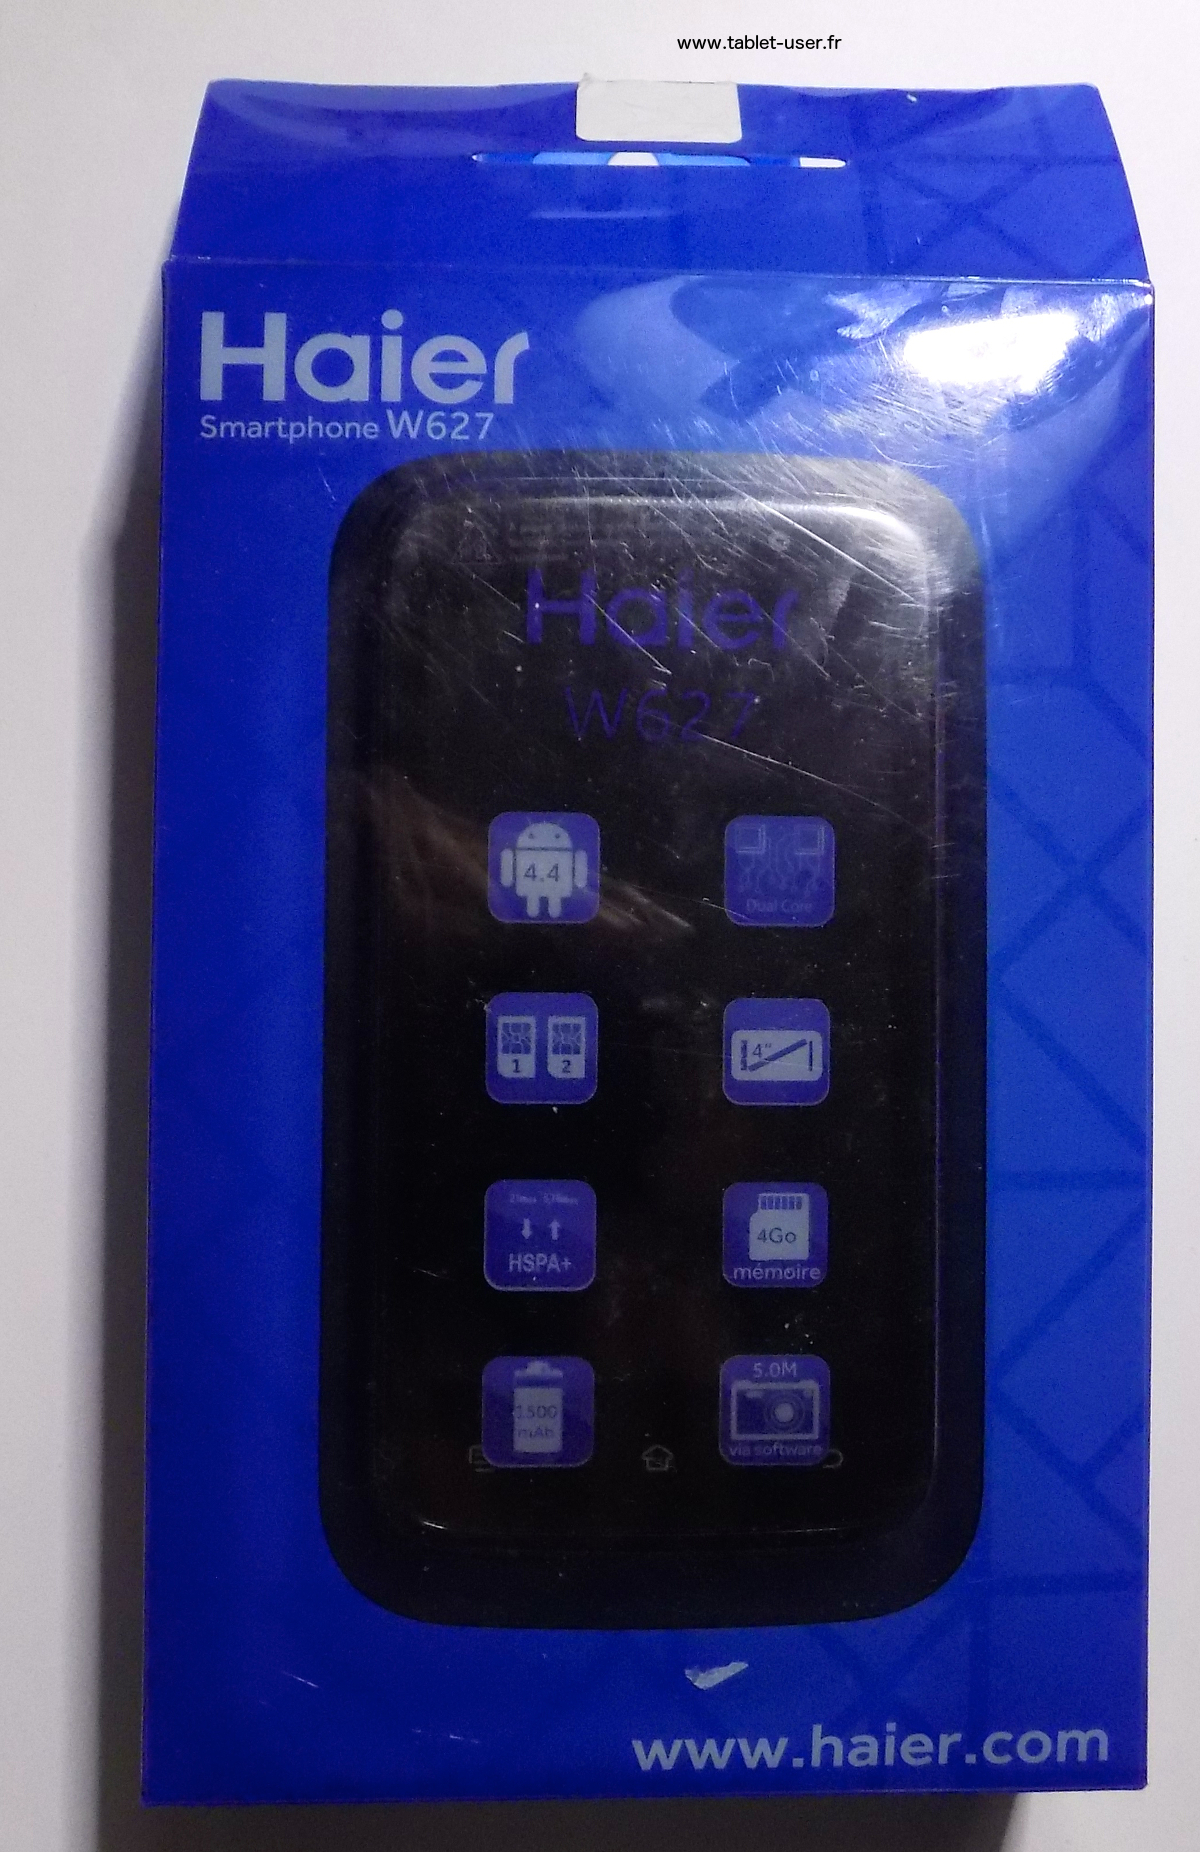 www.tablet-user.fr
Haier
Smartphone W627
Haier
W627
4.4
Dual Core
1 2
4"
HSPA+
4Go
mémoire
1500
mAh
5.0M
via software
www.haier.com